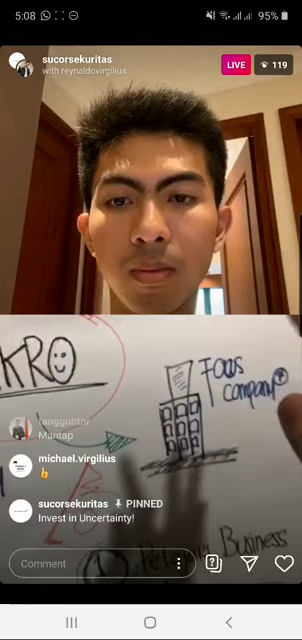 5:08
95%
sucorsekuritas
with reynaldovirgilius
LIVE
119
KRO
Focus
company
Mantap
michael.virgilius
sucorsekuritas PINNED
Invest in Uncertainty!
Business
Comment